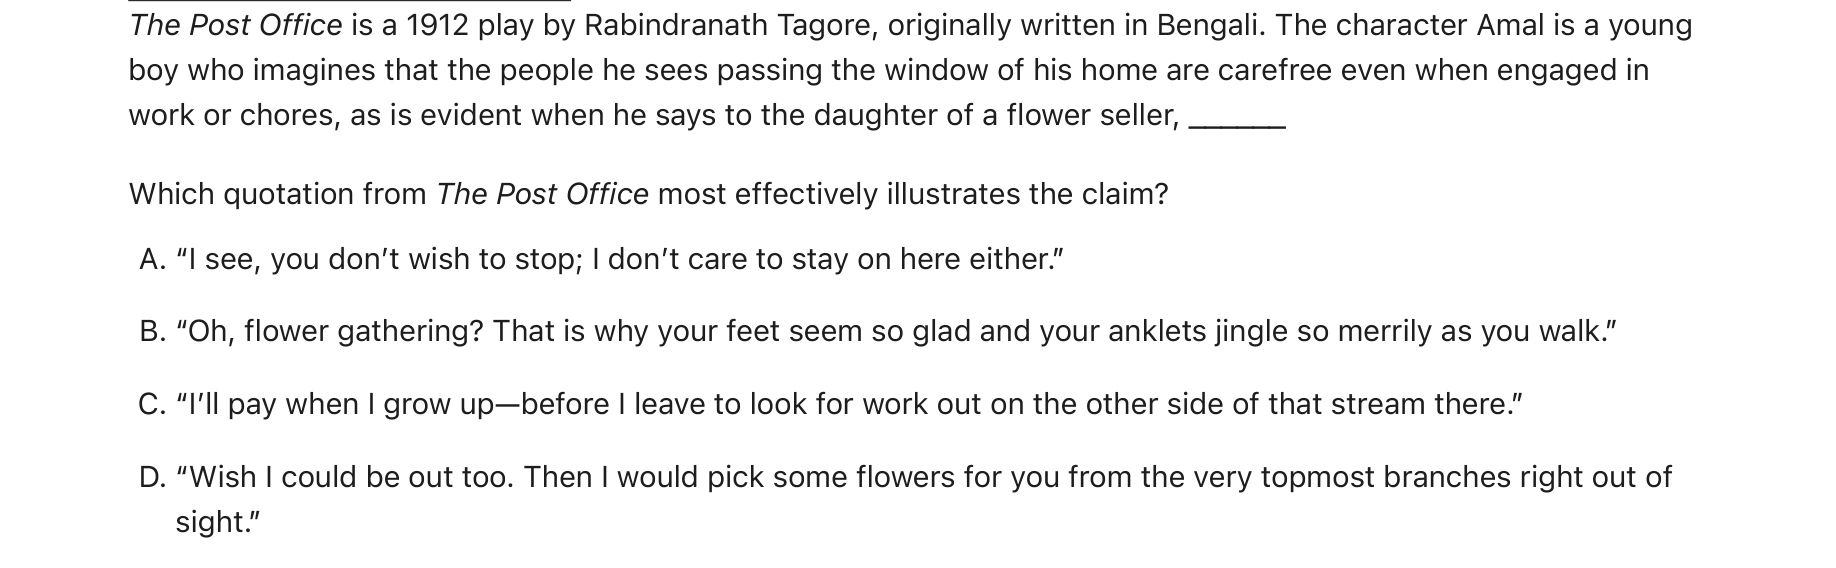 The Post Office is a 1912 play by Rabindranath Tagore, originally written in Bengali. The character Amal is a young
boy who imagines that the people he sees passing the window of his home are carefree even when engaged in
work or chores, as is evident when he says to the daughter of a flower seller, ______
Which quotation from The Post Office most effectively illustrates the claim?
A. “I see, you don’t wish to stop; I don’t care to stay on here either.”
B. “Oh, flower gathering? That is why your feet seem so glad and your anklets jingle so merrily as you walk.”
C. “I’ll pay when I grow up—before I leave to look for work out on the other side of that stream there.”
D. “Wish I could be out too. Then I would pick some flowers for you from the very topmost branches right out of
sight.”